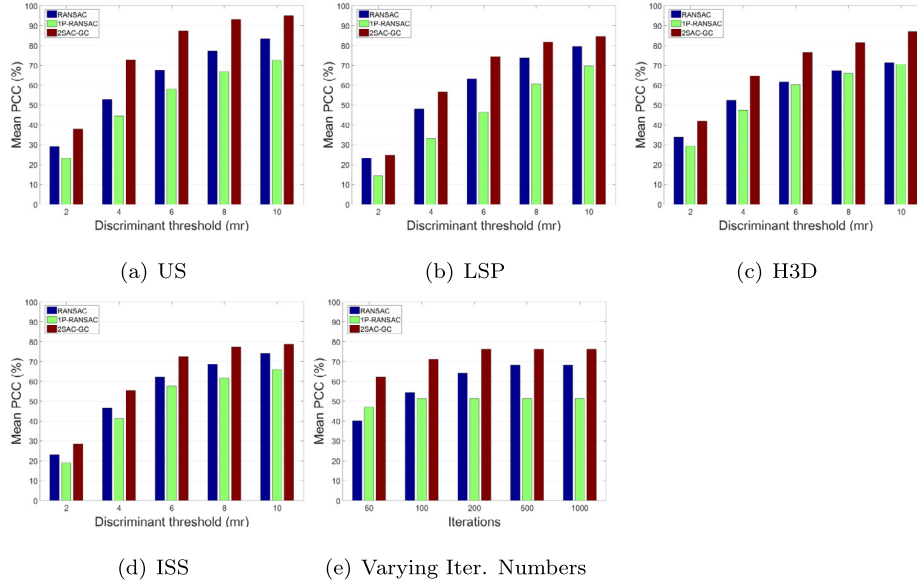 100
90
80
70
60
50
40
30
20
10
0
Mean PCC (%)
RANSAC
1P-RANSAC
2SAC-GC
2 4 6 8 10
Discriminant threshold (mr)
(a) US
100
90
80
70
60
50
40
30
20
10
0
Mean PCC (%)
RANSAC
1P-RANSAC
2SAC-GC
2 4 6 8 10
Discriminant threshold (mr)
(b) LSP
100
90
80
70
60
50
40
30
20
10
0
Mean PCC (%)
RANSAC
1P-RANSAC
2SAC-GC
2 4 6 8 10
Discriminant threshold (mr)
(c) H3D
100
90
80
70
60
50
40
30
20
10
0
Mean PCC (%)
RANSAC
1P-RANSAC
2SAC-GC
2 4 6 8 10
Discriminant threshold (mr)
(d) ISS
100
90
80
70
60
50
40
30
20
10
0
Mean PCC (%)
RANSAC
1P-RANSAC
2SAC-GC
50 100 200 500 1000
Iterations
(e) Varying Iter. Numbers